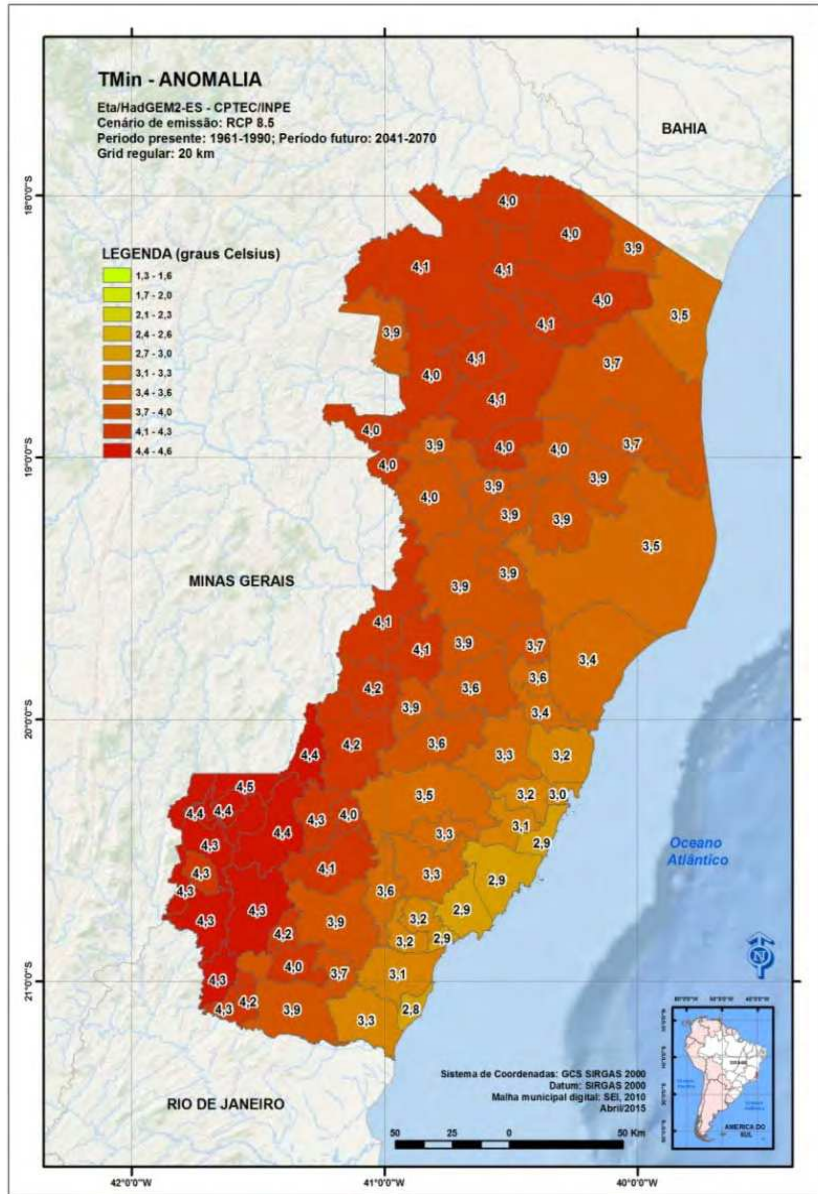 TMin - ANOMALIA
Eta/HadGEM2-ES - CPTEC/INPE
Cenário de emissão: RCP 8.5
Periodo presente: 1961-1990; Período futuro: 2041-2070
Grid regular: 20 km
BAHIA
18°0'0"S
LEGENDA (graus Celsius)
1,3 - 1,6
1,7 - 2,0
2,1 - 2,3
2,4 - 2,6
2,7 - 3,0
3,1 - 3,3
3,4 - 3,6
3,7 - 4,0
4,1 - 4,3
4,4 - 4,6
4,0
4,0
3,9
4,1
4,1
4,0
3,5
4,1
3,9
4,1
3,7
4,0
4,1
4,0
3,9
4,0
4,0
3,7
19°0'0"S
4,0
3,9
3,9
4,0
3,9
3,9
3,5
MINAS GERAIS
3,9
3,9
4,1
4,1
3,9
3,7
3,4
4,2
3,6
3,6
3,9
3,4
20°0'0"S
4,4
4,2
3,6
3,3
3,2
4,5
3,5
3,2
3,0
4,4
4,4
4,3
4,0
4,4
3,3
3,1
2,9
4,3
Oceano
Atlântico
4,3
4,1
3,3
2,9
4,3
3,6
4,3
4,3
3,9
3,2
2,9
4,2
3,2
2,9
4,3
4,0
3,7
3,1
21°0'0"S
4,3
4,2
3,9
3,3
2,8
N
Sistema de Coordenadas: GCS SIRGAS 2000
Datum: SIRGAS 2000
Malha municipal digital: SEI, 2010
Abril/2015
RIO DE JANEIRO
AMERICA DO
SUL
50 25 0 50 Km
42°0'0"W 41°0'0"W 40°0'0"W